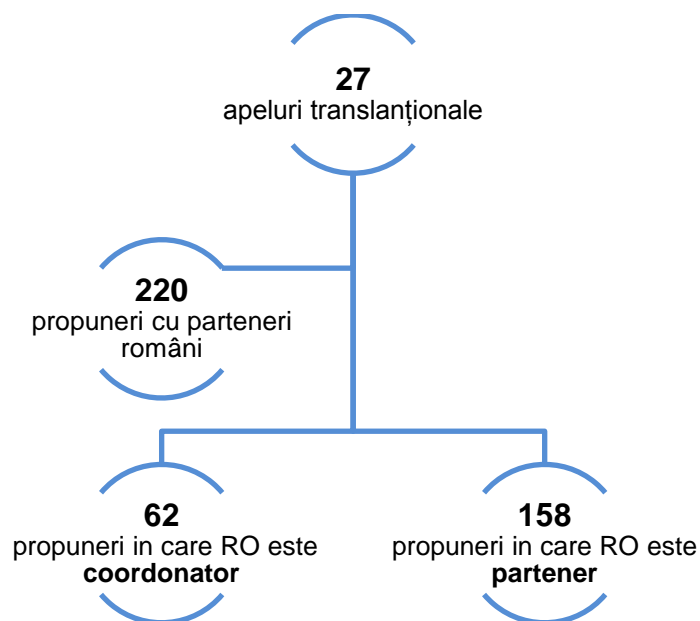 27
apeluri translanționale
220
propuneri cu parteneri
români
62
propuneri in care RO este
coordonator
158
propuneri in care RO este
partener